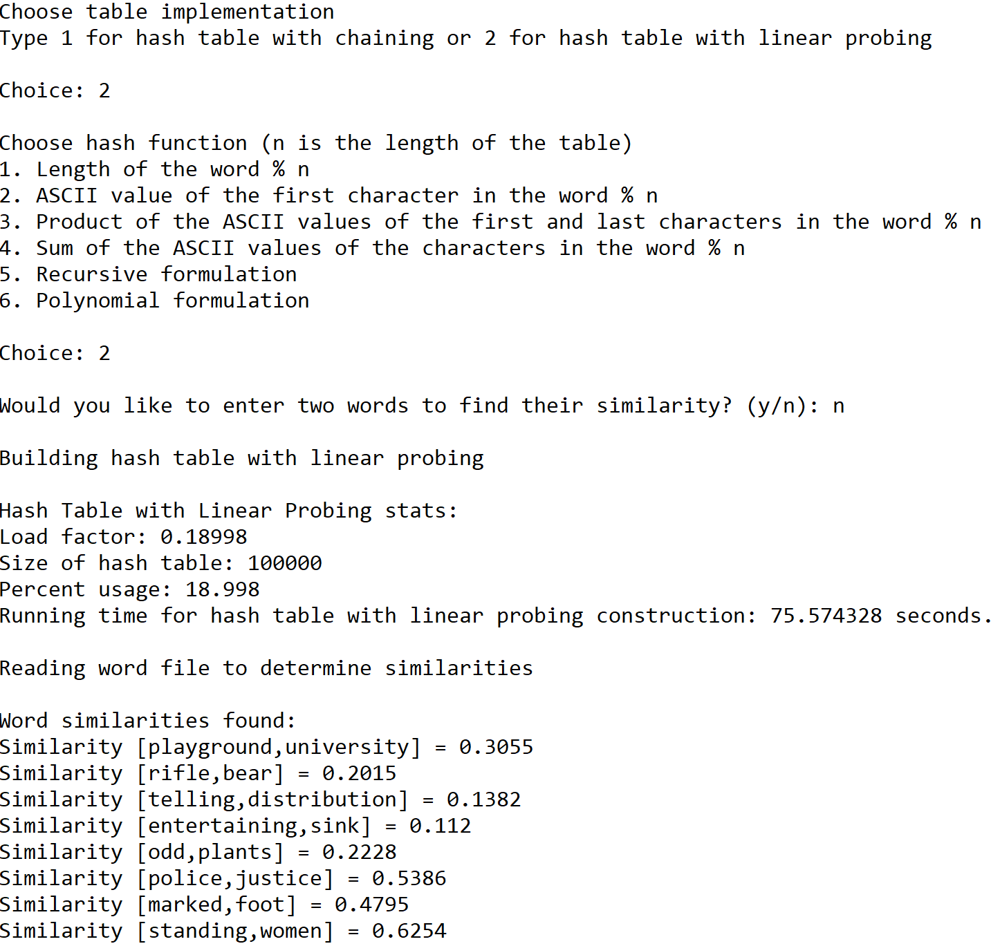 Choose table implementation
Type 1 for hash table with chaining or 2 for hash table with linear probing
Choice: 2
Choose hash function (n is the length of the table)
1. Length of the word % n
2. ASCII value of the first character in the word % n
3. Product of the ASCII values of the first and last characters in the word % n
4. Sum of the ASCII values of the characters in the word % n
5. Recursive formulation
6. Polynomial formulation
Choice: 2
Would you like to enter two words to find their similarity? (y/n): n
Building hash table with linear probing
Hash Table with Linear Probing stats:
Load factor: 0.18998
Size of hash table: 100000
Percent usage: 18.998
Running time for hash table with linear probing construction: 75.574328 seconds.
Reading word file to determine similarities
Word similarities found:
Similarity [playground,university] = 0.3055
Similarity [rifle,bear] = 0.2015
Similarity [telling,distribution] = 0.1382
Similarity [entertaining,sink] = 0.112
Similarity [odd,plants] = 0.2228
Similarity [police,justice] = 0.5386
Similarity [marked,foot] = 0.4795
Similarity [standing,women] = 0.6254